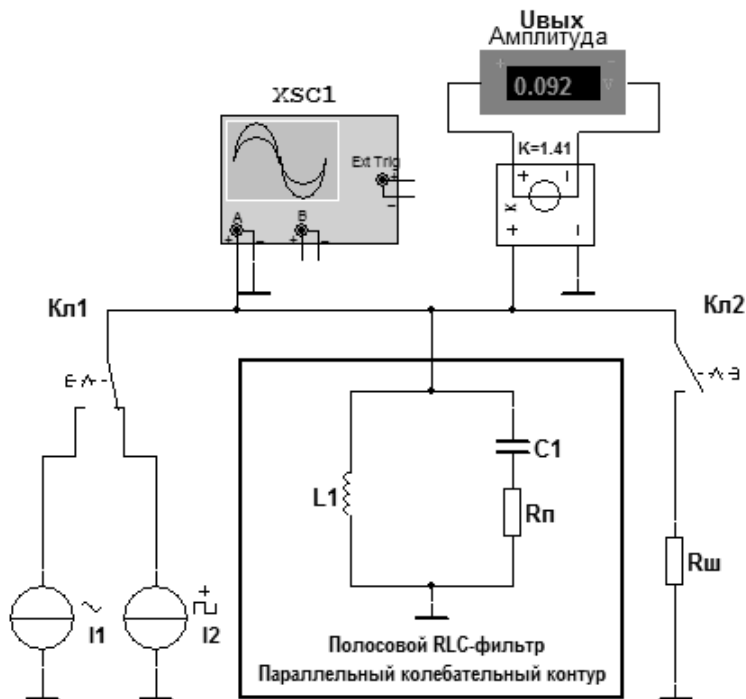 Uвых
Амплитуда
+ −
0.092 V
XSC1
Ext Trig
+
−
A B
+ − + −
K=1.41
+ −
K
+ −
Кл1
Кл2
E
B
L1
C1
Rп
Rш
I1
+
I2
Полосовой RLC-фильтр
Параллельный колебательный контур